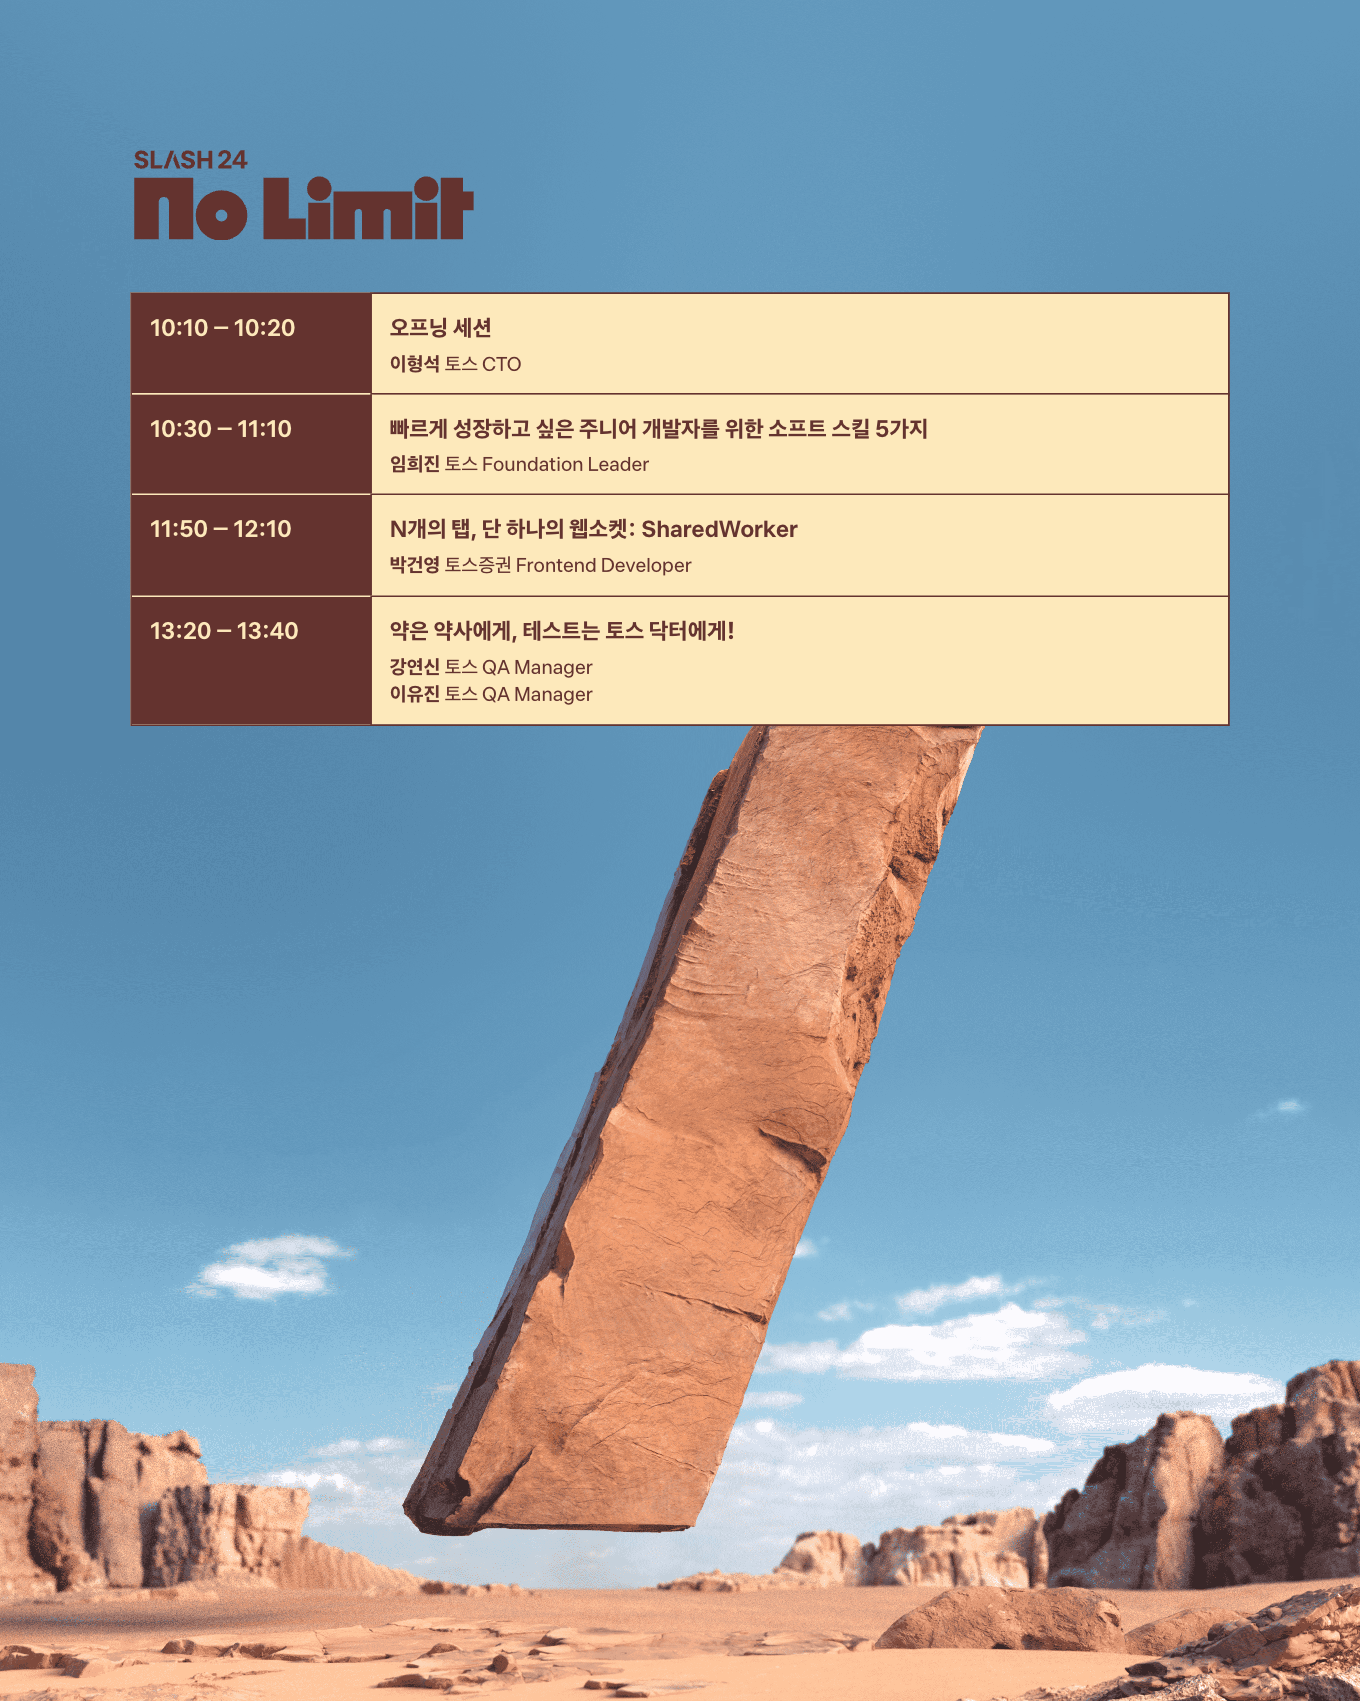 SLASH 24
No Limit
10:10 – 10:20
오프닝 세션
이형석 토스 CTO
10:30 – 11:10
빠르게 성장하고 싶은 주니어 개발자를 위한 소프트 스킬 5가지
임희진 토스 Foundation Leader
11:50 – 12:10
N개의 탭, 단 하나의 웹소켓: SharedWorker
박건영 토스증권 Frontend Developer
13:20 – 13:40
약은 약사에게, 테스트는 토스 닥터에게!
강연신 토스 QA Manager
이유진 토스 QA Manager